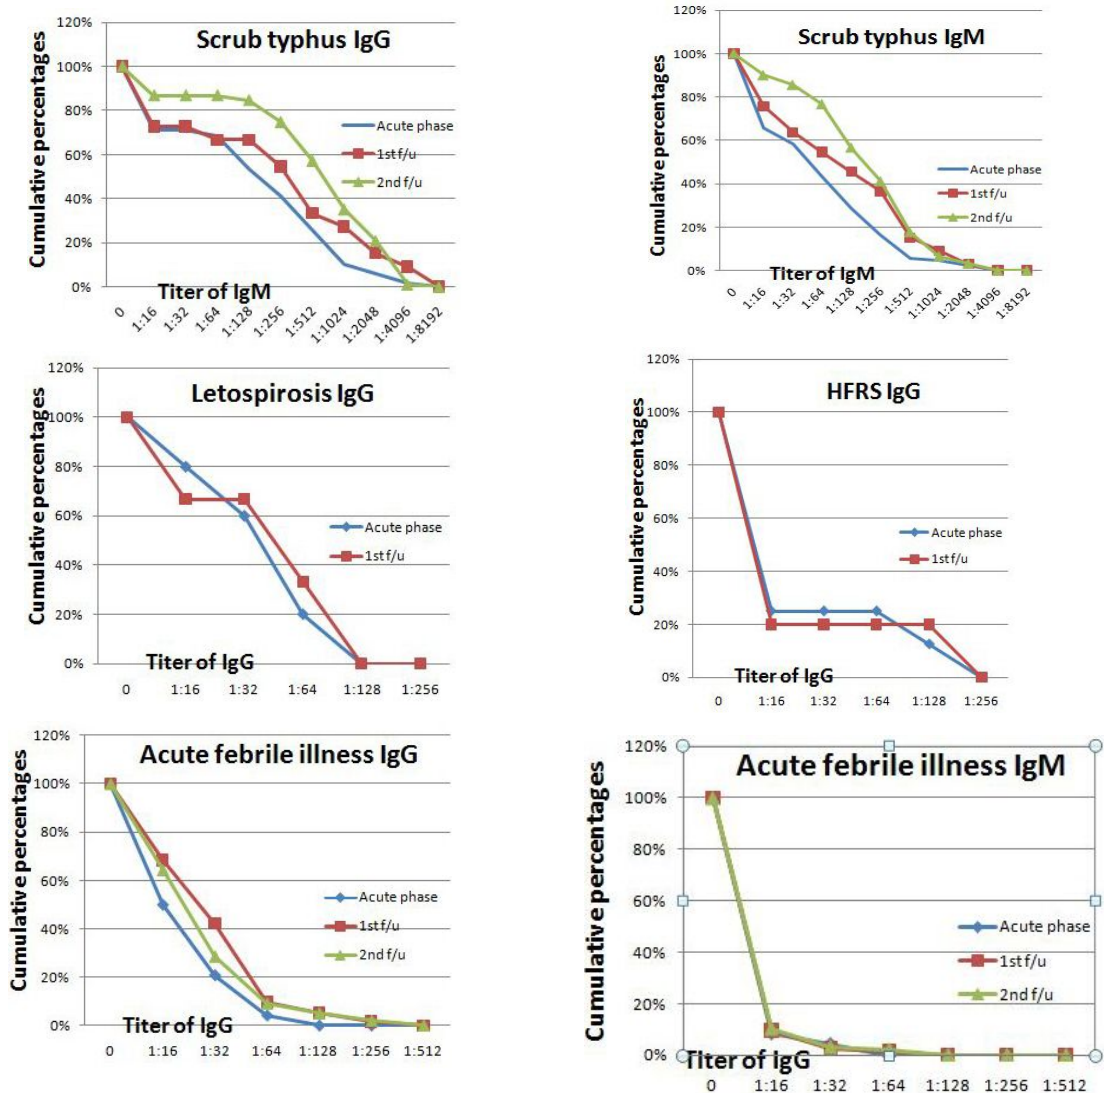 120%
Scrub typhus IgG
100%
80%
60%
40%
20%
0%
Cumulative percentages
Acute phase
1st f/u
2nd f/u
Titer of IgM
0
1:16
1:32
1:64
1:128
1:256
1:512
1:1024
1:2048
1:4096
1:8192
120%
Scrub typhus IgM
100%
80%
60%
40%
20%
0%
Cumulative percentages
Acute phase
1st f/u
2nd f/u
Titer of IgM
0
1:16
1:32
1:64
1:128
1:256
1:512
1:1024
1:2048
1:4096
1:8192
120%
Letospirosis IgG
100%
80%
60%
40%
20%
0%
Cumulative percentages
Acute phase
1st f/u
Titer of IgG
0
1:16
1:32
1:64
1:128
1:256
120%
HFRS IgG
100%
80%
60%
40%
20%
0%
Cumulative percentages
Acute phase
1st f/u
Titer of IgG
0
1:16
1:32
1:64
1:128
1:256
120%
Acute febrile illness IgG
100%
80%
60%
40%
20%
0%
Cumulative percentages
Acute phase
1st f/u
2nd f/u
Titer of IgG
0
1:16
1:32
1:64
1:128
1:256
1:512
120%
Acute febrile illness IgM
100%
80%
60%
40%
20%
0%
Cumulative percentages
Acute phase
1st f/u
2nd f/u
Titer of IgG
0
1:16
1:32
1:64
1:128
1:256
1:512